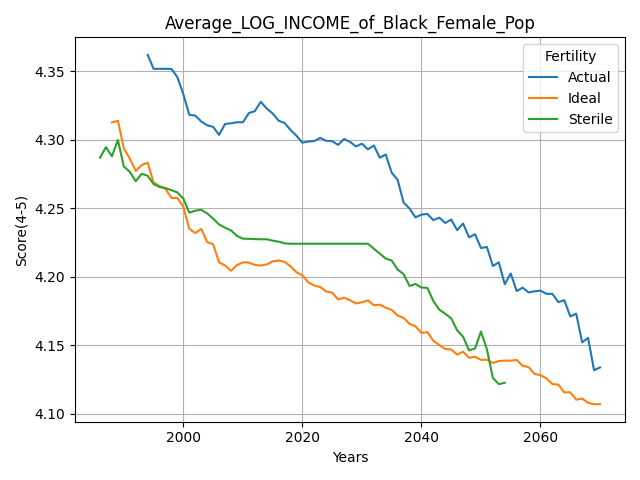 Average_LOG_INCOME_of_Black_Female_Pop
Fertility
Actual
Ideal
Sterile
Score(4-5)
4.35
4.30
4.25
4.20
4.15
4.10
2000
2020
2040
2060
Years